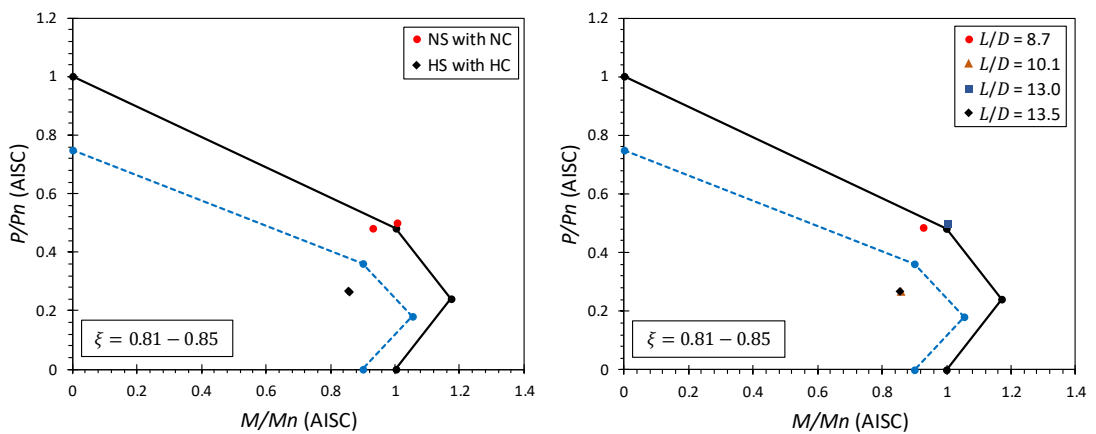 1.2
1
0.8
0.6
0.4
0.2
0
P/Pn (AISC)
NS with NC
HS with HC
ξ = 0.81 − 0.85
0 0.2 0.4 0.6 0.8 1 1.2 1.4
M/Mn (AISC)
1.2
1
0.8
0.6
0.4
0.2
0
P/Pn (AISC)
L/D = 8.7
L/D = 10.1
L/D = 13.0
L/D = 13.5
ξ = 0.81 − 0.85
0 0.2 0.4 0.6 0.8 1 1.2 1.4
M/Mn (AISC)